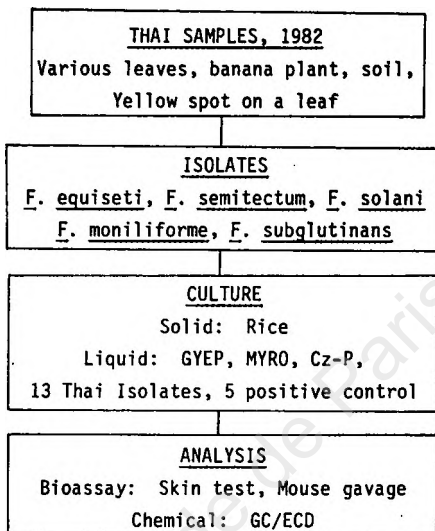 THAI SAMPLES, 1982
Various leaves, banana plant, soil,
Yellow spot on a leaf
ISOLATES
F. equiseti, F. semitectum, F. solani
F. moniliforme, F. subglutinans
CULTURE
Solid: Rice
Liquid: GYEP, MYRO, Cz-P,
13 Thai Isolates, 5 positive control
ANALYSIS
Bioassay: Skin test, Mouse gavage
Chemical: GC/ECD
de Paris